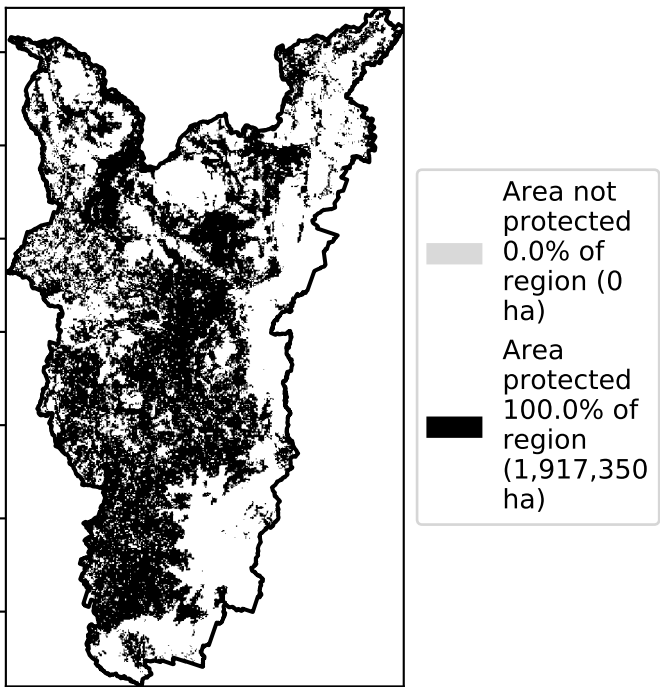 Area not
protected
0.0% of
region (0
ha)
Area
protected
100.0% of
region
(1,917,350
ha)